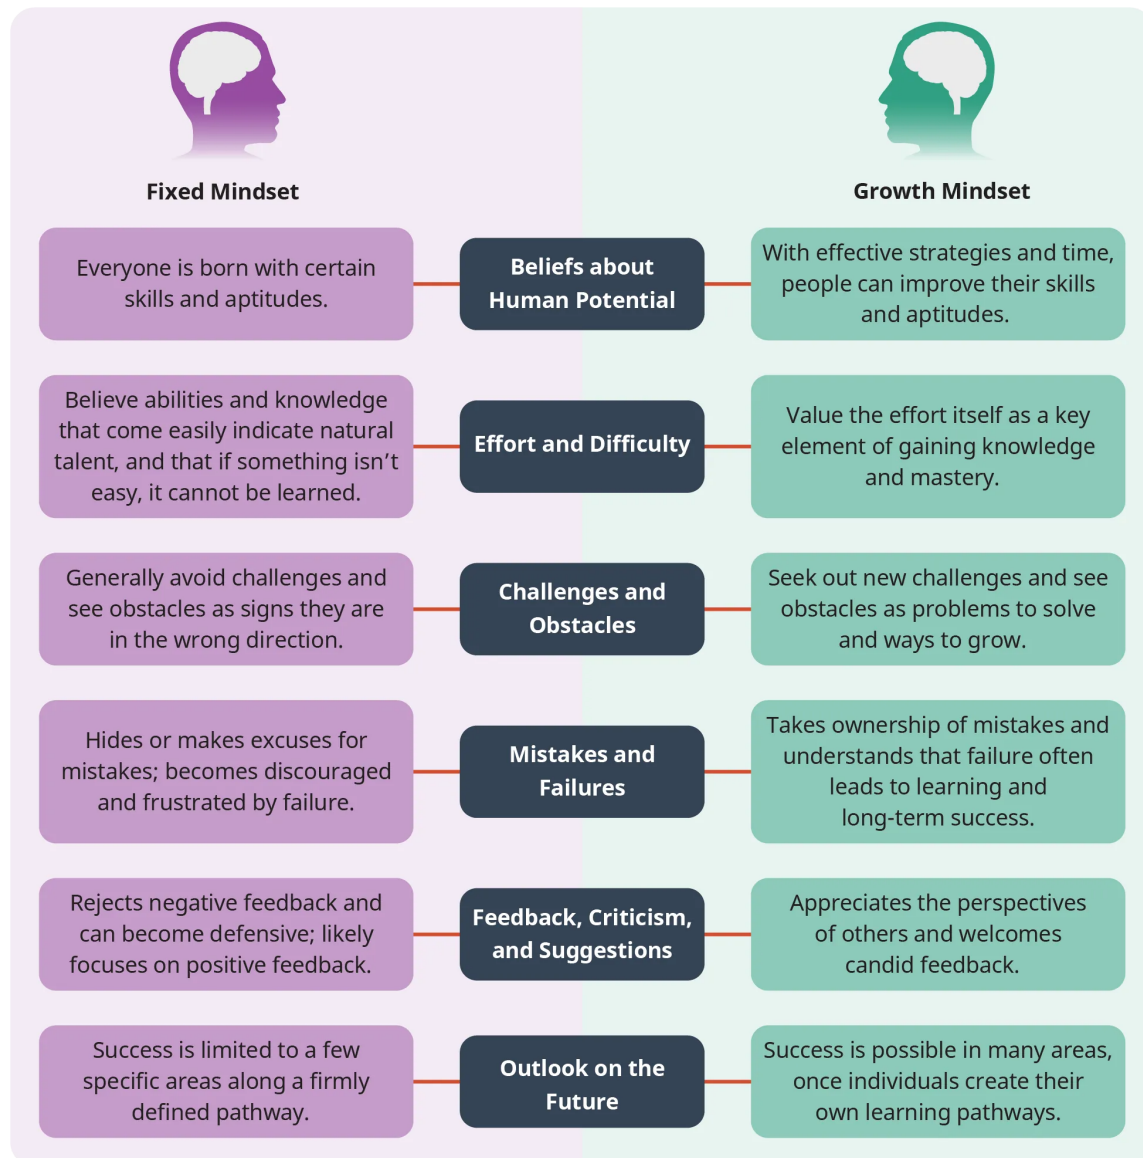 Fixed Mindset
Growth Mindset
Everyone is born with certain
skills and aptitudes.
Beliefs about
Human Potential
With effective strategies and time,
people can improve their skills
and aptitudes.
Believe abilities and knowledge
that come easily indicate natural
talent, and that if something isn’t
easy, it cannot be learned.
Effort and Difficulty
Value the effort itself as a key
element of gaining knowledge
and mastery.
Generally avoid challenges and
see obstacles as signs they are
in the wrong direction.
Challenges and
Obstacles
Seek out new challenges and see
obstacles as problems to solve
and ways to grow.
Hides or makes excuses for
mistakes; becomes discouraged
and frustrated by failure.
Mistakes and
Failures
Takes ownership of mistakes and
understands that failure often
leads to learning and
long-term success.
Rejects negative feedback and
can become defensive; likely
focuses on positive feedback.
Feedback, Criticism,
and Suggestions
Appreciates the perspectives
of others and welcomes
candid feedback.
Success is limited to a few
specific areas along a firmly
defined pathway.
Outlook on the
Future
Success is possible in many areas,
once individuals create their
own learning pathways.